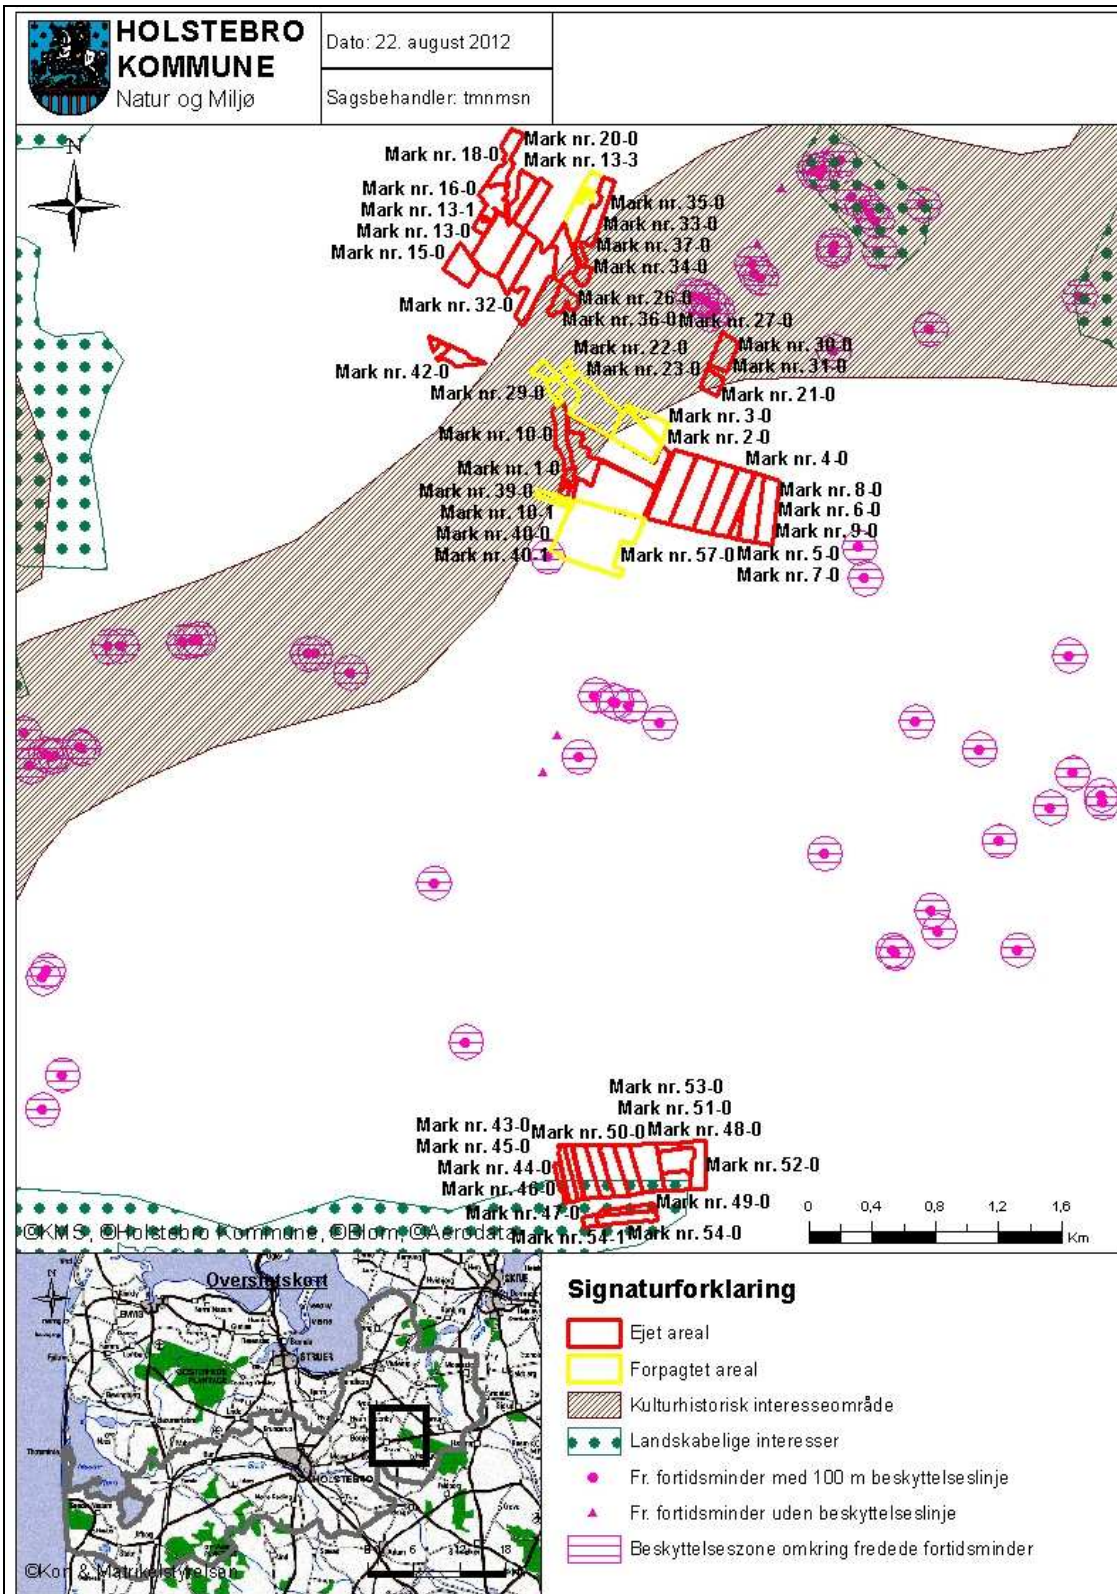 HOLSTEBRO
KOMMUNE
Natur og Miljø
Dato: 22. august 2012
Sagsbehandler: tmnmsn
N
Mark nr. 20-0
Mark nr. 18-0
Mark nr. 13-3
Mark nr. 16-0
Mark nr. 13-1
Mark nr. 13-0
Mark nr. 15-0
Mark nr. 35-0
Mark nr. 33-0
Mark nr. 37-0
Mark nr. 34-0
Mark nr. 32-0
Mark nr. 26-0
Mark nr. 36-0
Mark nr. 27-0
Mark nr. 22-0
Mark nr. 30-0
Mark nr. 42-0
Mark nr. 23-0
Mark nr. 31-0
Mark nr. 29-0
Mark nr. 21-0
Mark nr. 3-0
Mark nr. 10-0
Mark nr. 2-0
Mark nr. 4-0
Mark nr. 1-0
Mark nr. 39-0
Mark nr. 8-0
Mark nr. 10-1
Mark nr. 6-0
Mark nr. 40-0
Mark nr. 9-0
Mark nr. 40-1
Mark nr. 57-0
Mark nr. 5-0
Mark nr. 7-0
Mark nr. 53-0
Mark nr. 51-0
Mark nr. 43-0
Mark nr. 50-0
Mark nr. 48-0
Mark nr. 45-0
Mark nr. 44-0
Mark nr. 52-0
Mark nr. 46-0
Mark nr. 49-0
Mark nr. 47-0
Mark nr. 54-1
Mark nr. 54-0
0 0,4 0,8 1,2 1,6
Km
©KMS, ©Holstebro Kommune, ©Blom, ©Aerodata
Oversigtskort
N
SKIVE
STRUER
HOLSTEBRO
0 6 12 18
©Kort & Matrikelstyrelsen
Signaturforklaring
Ejet areal
Forpagtet areal
Kulturhistorisk interesseområde
Landskabelige interesser
Fr. fortidsminder med 100 m beskyttelseslinje
Fr. fortidsminder uden beskyttelseslinje
Beskyttelseszone omkring fredede fortidsminder